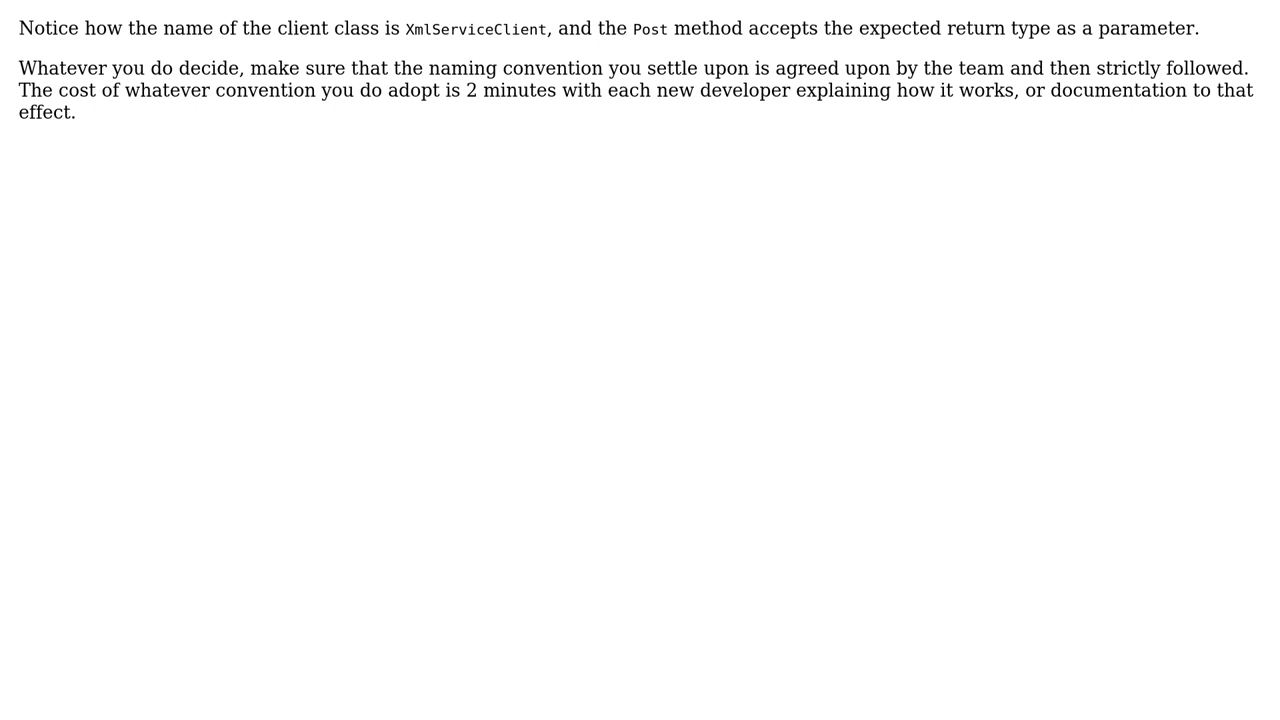 Notice how the name of the client class is XmlServiceClient, and the Post method accepts the expected return type as a parameter.
Whatever you do decide, make sure that the naming convention you settle upon is agreed upon by the team and then strictly followed.
The cost of whatever convention you do adopt is 2 minutes with each new developer explaining how it works, or documentation to that
effect.